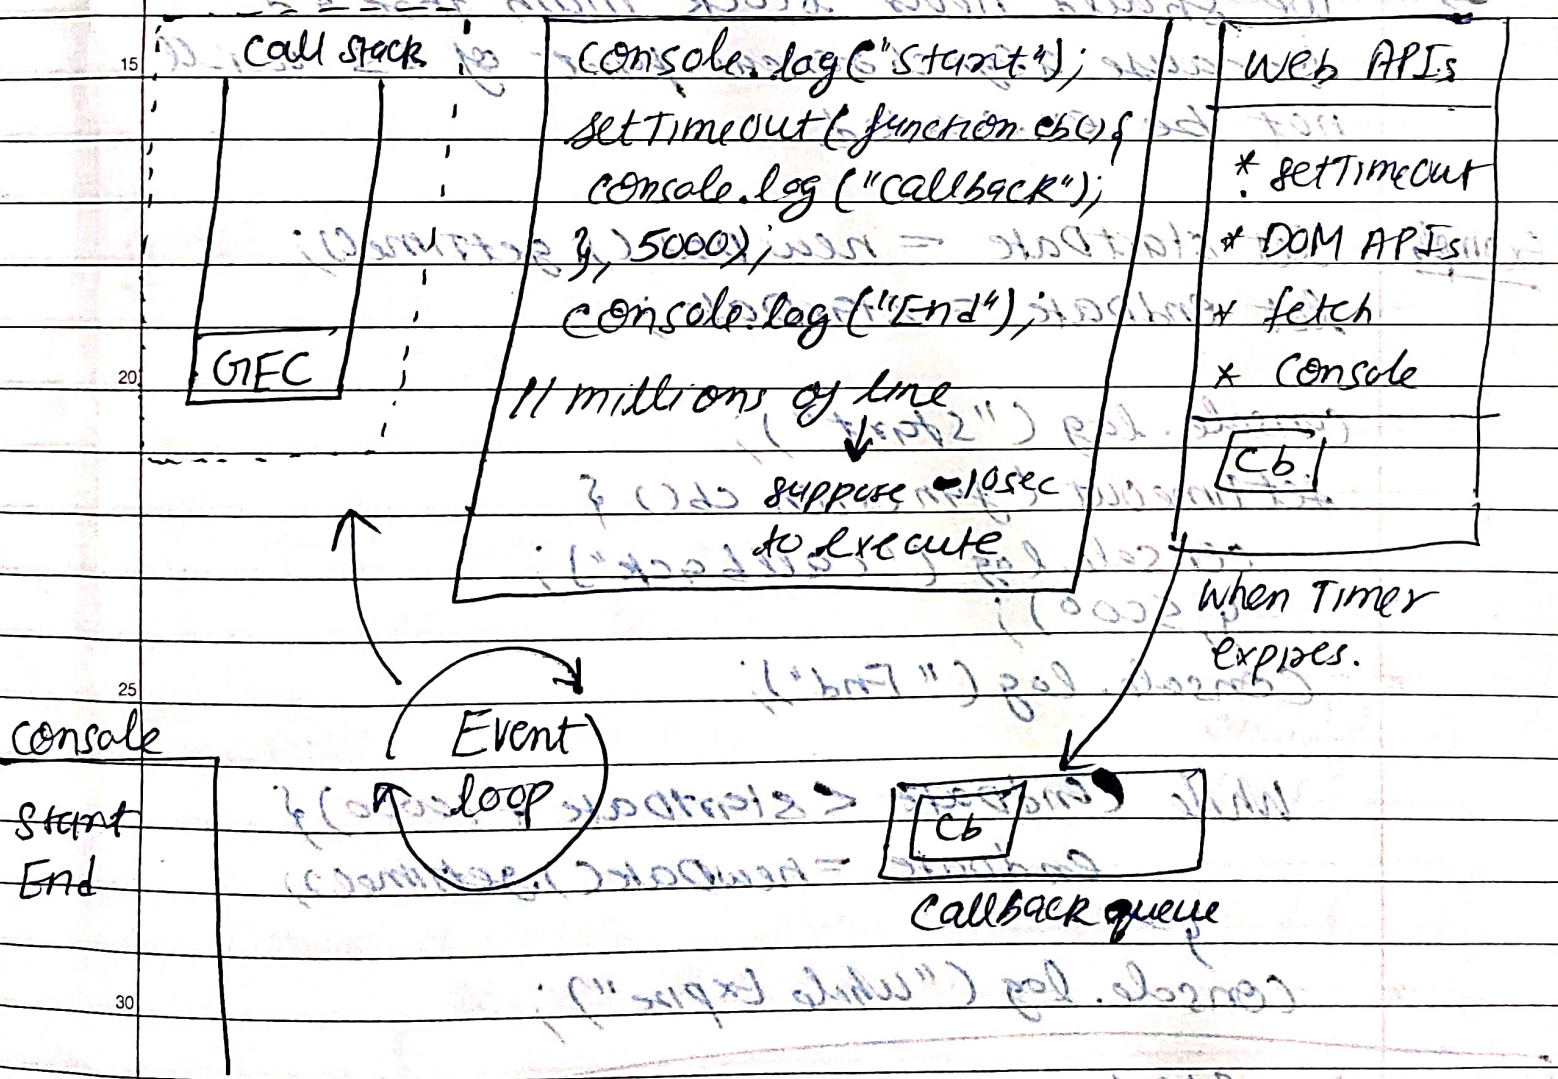 Call stack
GEC
console.log("Start");
setTimeout(function cb(){
console.log("Callback");
}, 5000);
console.log("End");
// millions of line
suppose - 10sec
to execute
Web APIs
* setTimeout
* DOM APIs
* fetch
* console
Cb
when Timer
expires.
Event
loop
Cb
Callback queue
console
Start
End
15
20
25
30